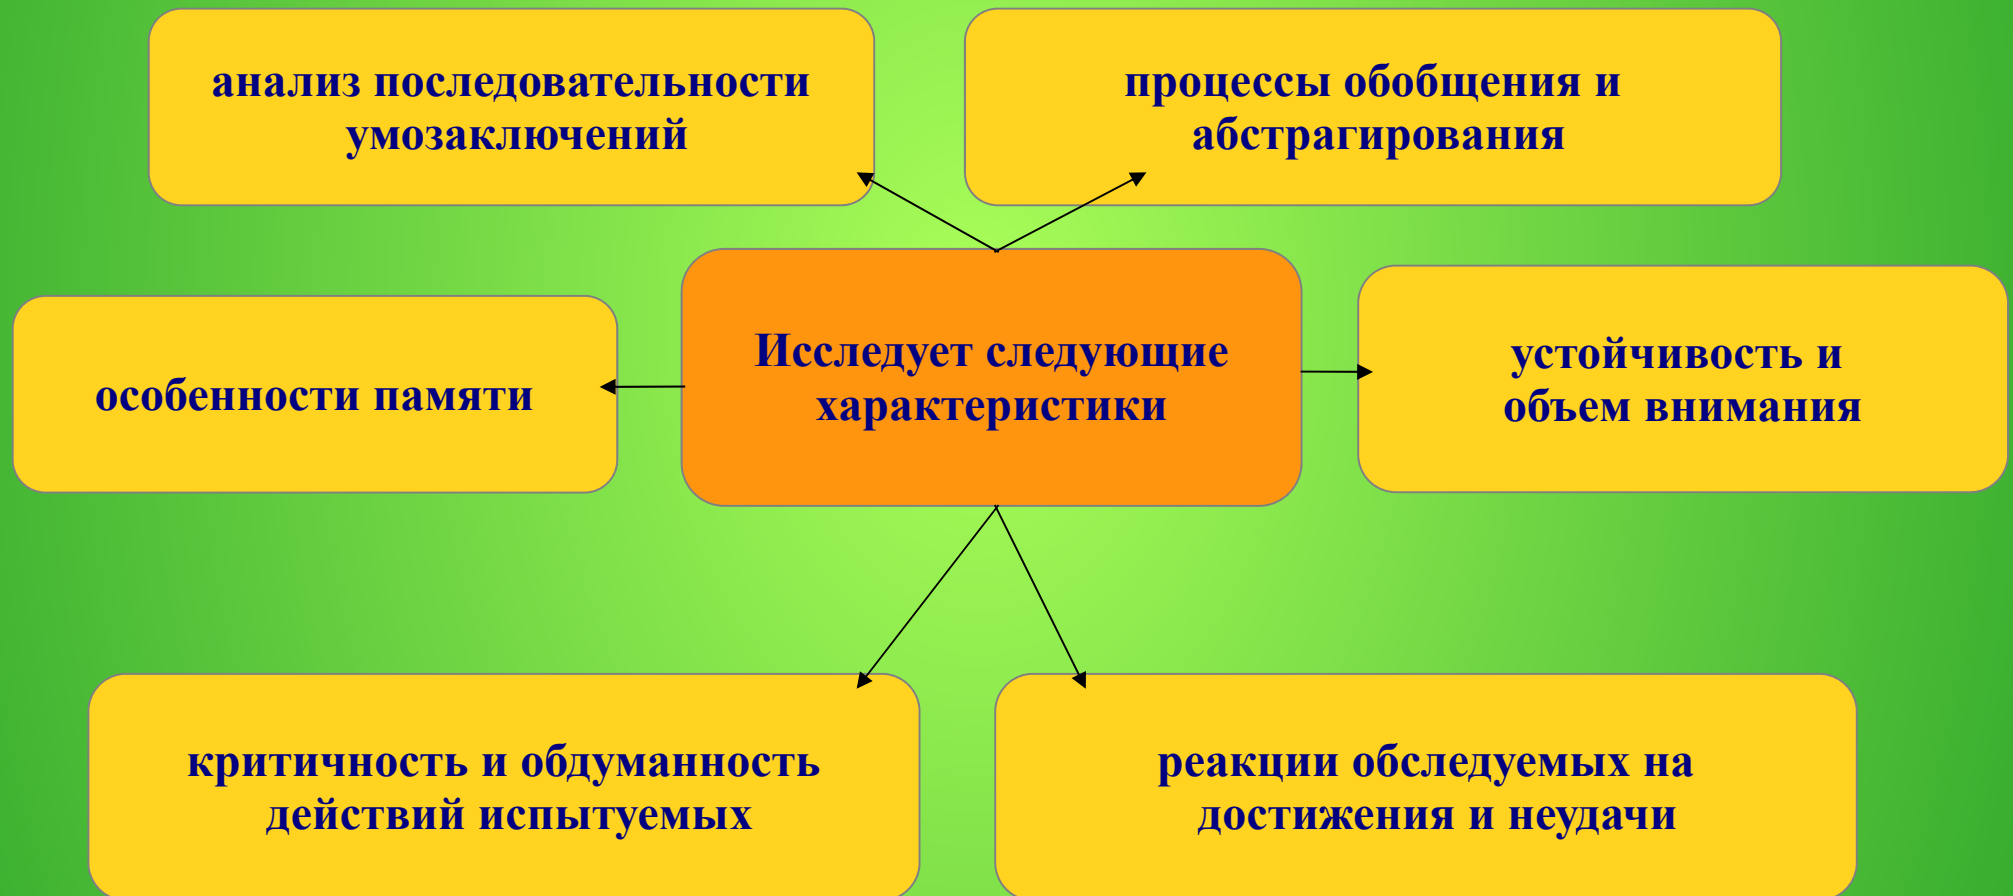 анализ последовательности
умозаключений
процессы обобщения и
абстрагирования
особенности памяти
Исследует следующие
характеристики
устойчивость и
объем внимания
критичность и обдуманность
действий испытуемых
реакции обследуемых на
достижения и неудачи